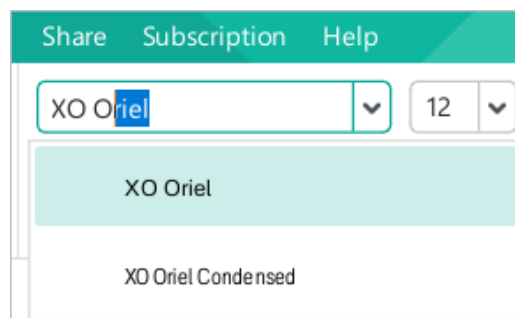 Share Subscription Help
XO Oriel 12
XO Oriel
XO Oriel Condensed